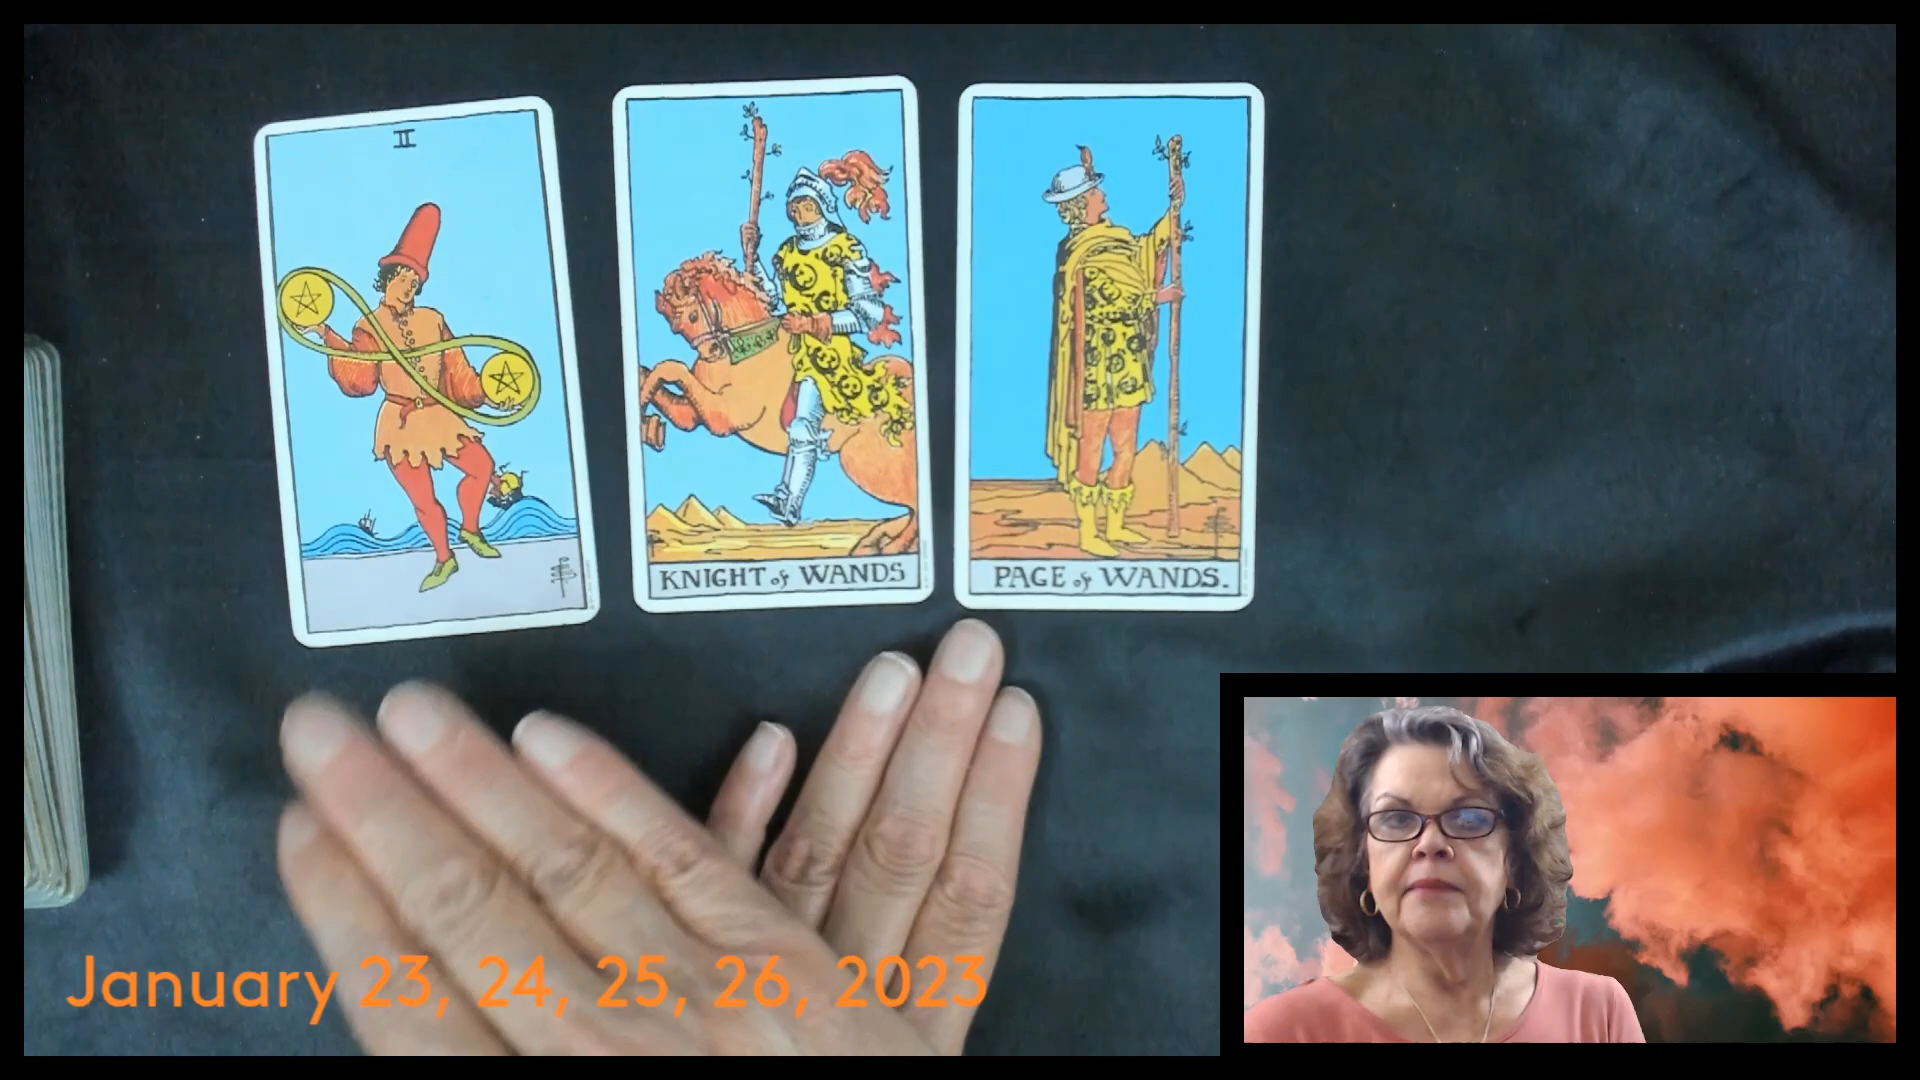 II
KNIGHT of WANDS
PAGE of WANDS.
January 23, 24, 25, 26, 2023